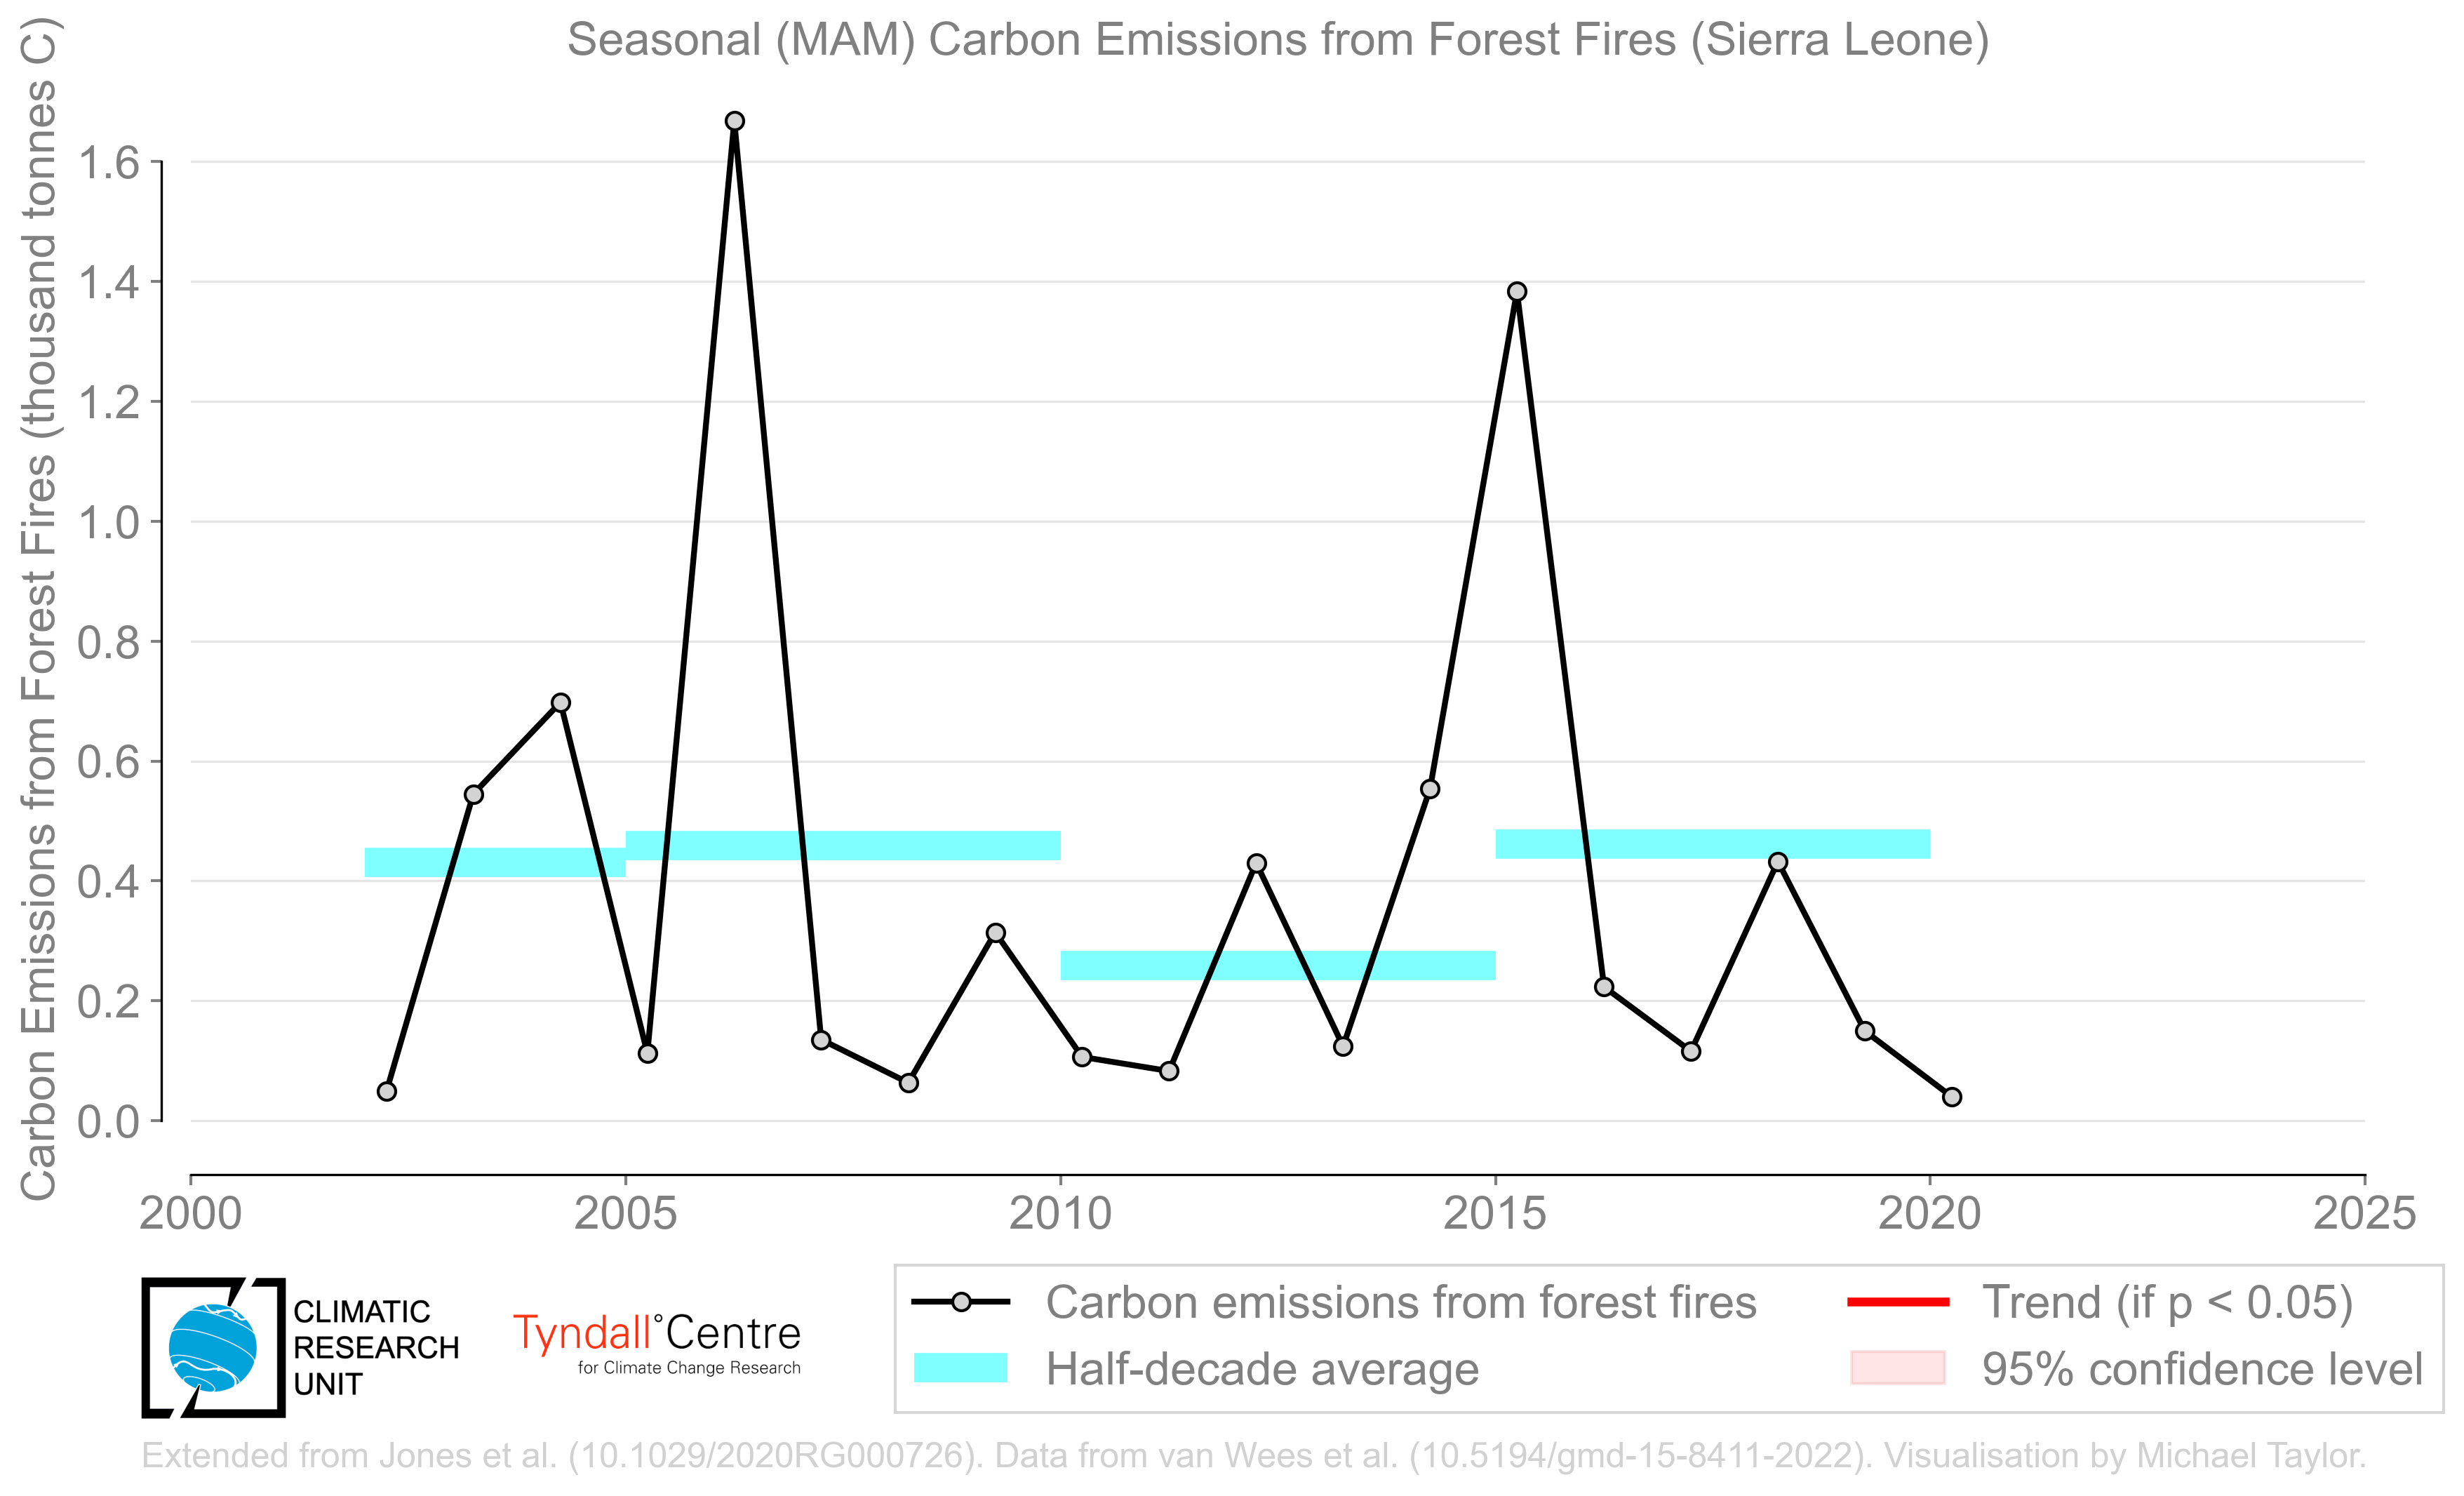 Seasonal (MAM) Carbon Emissions from Forest Fires (Sierra Leone)
Carbon Emissions from Forest Fires (thousand tonnes C)
1.6
1.4
1.2
1.0
0.8
0.6
0.4
0.2
0.0
2000 2005 2010 2015 2020 2025
Carbon emissions from forest fires
Half-decade average
Trend (if p < 0.05)
95% confidence level
CLIMATIC
RESEARCH
UNIT
Tyndall°Centre
for Climate Change Research
Extended from Jones et al. (10.1029/2020RG000726). Data from van Wees et al. (10.5194/gmd-15-8411-2022). Visualisation by Michael Taylor.